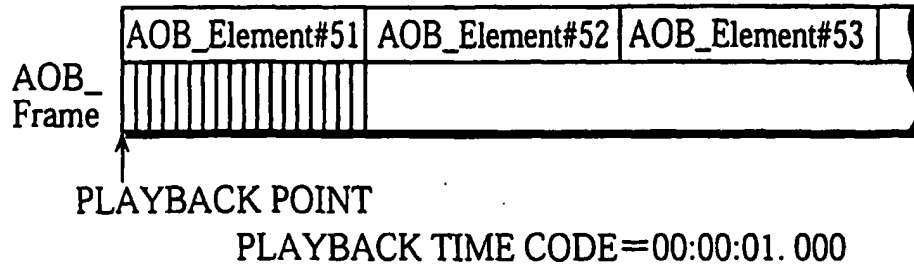 AOB_Element#51 AOB_Element#52 AOB_Element#53
AOB_
Frame
PLAYBACK POINT
PLAYBACK TIME CODE=00:00:01. 000